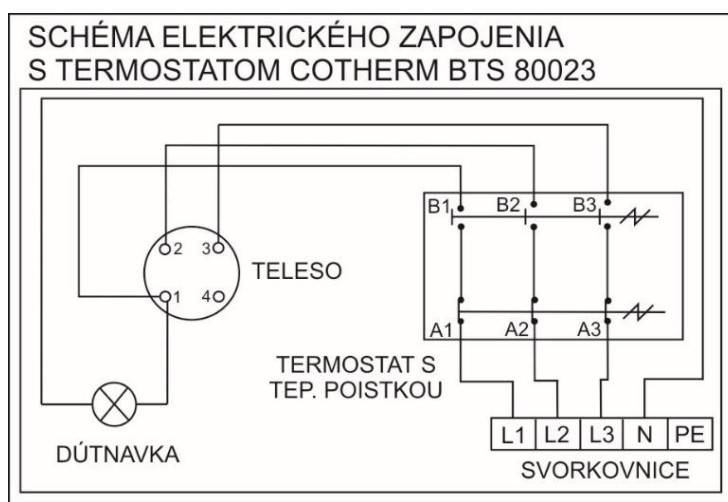 SCHÉMA ELEKTRICKÉHO ZAPOJENIA
S TERMOSTATOM COTHERM BTS 80023
B1 B2 B3
2 3
TELESO
1 4
A1 A2 A3
TERMOSTAT S
TEP. POISTKOU
DÚTNAVKA
L1 L2 L3 N PE
SVORKOVNICE